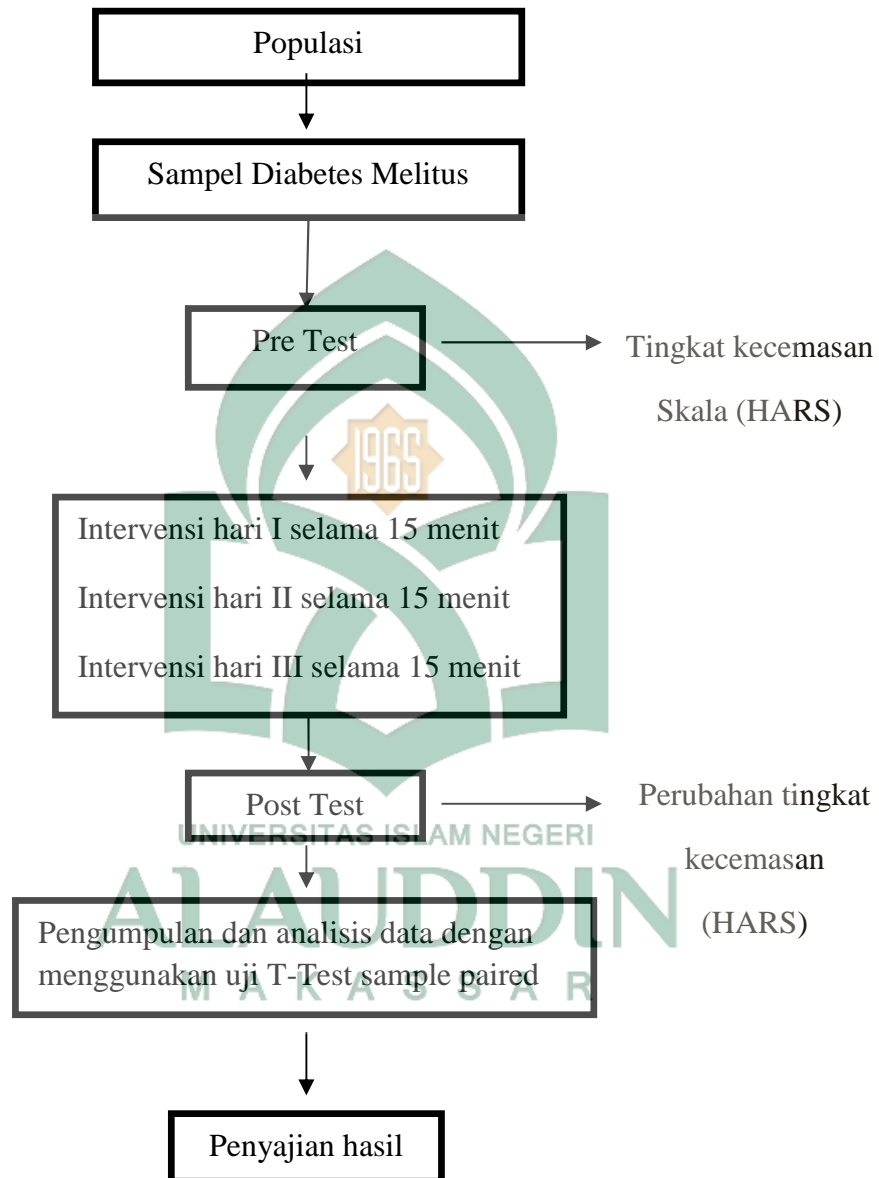 Populasi
Sampel Diabetes Melitus
Pre Test
Tingkat kecemasan
Skala (HARS)
1965
Intervensi hari I selama 15 menit
Intervensi hari II selama 15 menit
Intervensi hari III selama 15 menit
Post Test
Perubahan tingkat
kecemasan
(HARS)
UNIVERSITAS ISLAM NEGERI
ALAUDDIN
Pengumpulan dan analisis data dengan
menggunakan uji T-Test sample paired
MAKASSAR
Penyajian hasil